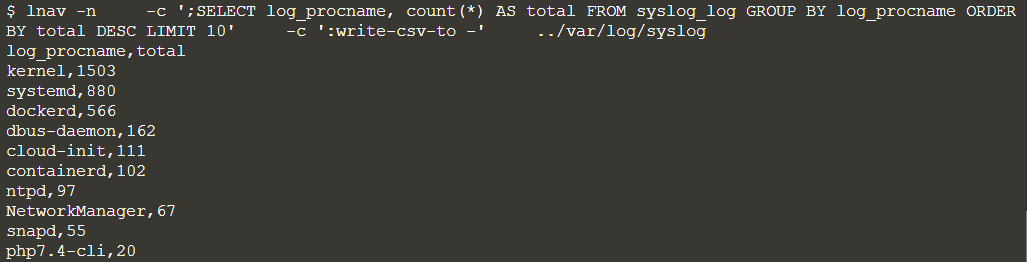 $ lnav -n     -c ';SELECT log_procname, count(*) AS total FROM syslog_log GROUP BY log_procname ORDER
BY total DESC LIMIT 10'     -c ':write-csv-to -'     ../var/log/syslog
log_procname,total
kernel,1503
systemd,880
dockerd,566
dbus-daemon,162
cloud-init,111
containerd,102
ntpd,97
NetworkManager,67
snapd,55
php7.4-cli,20